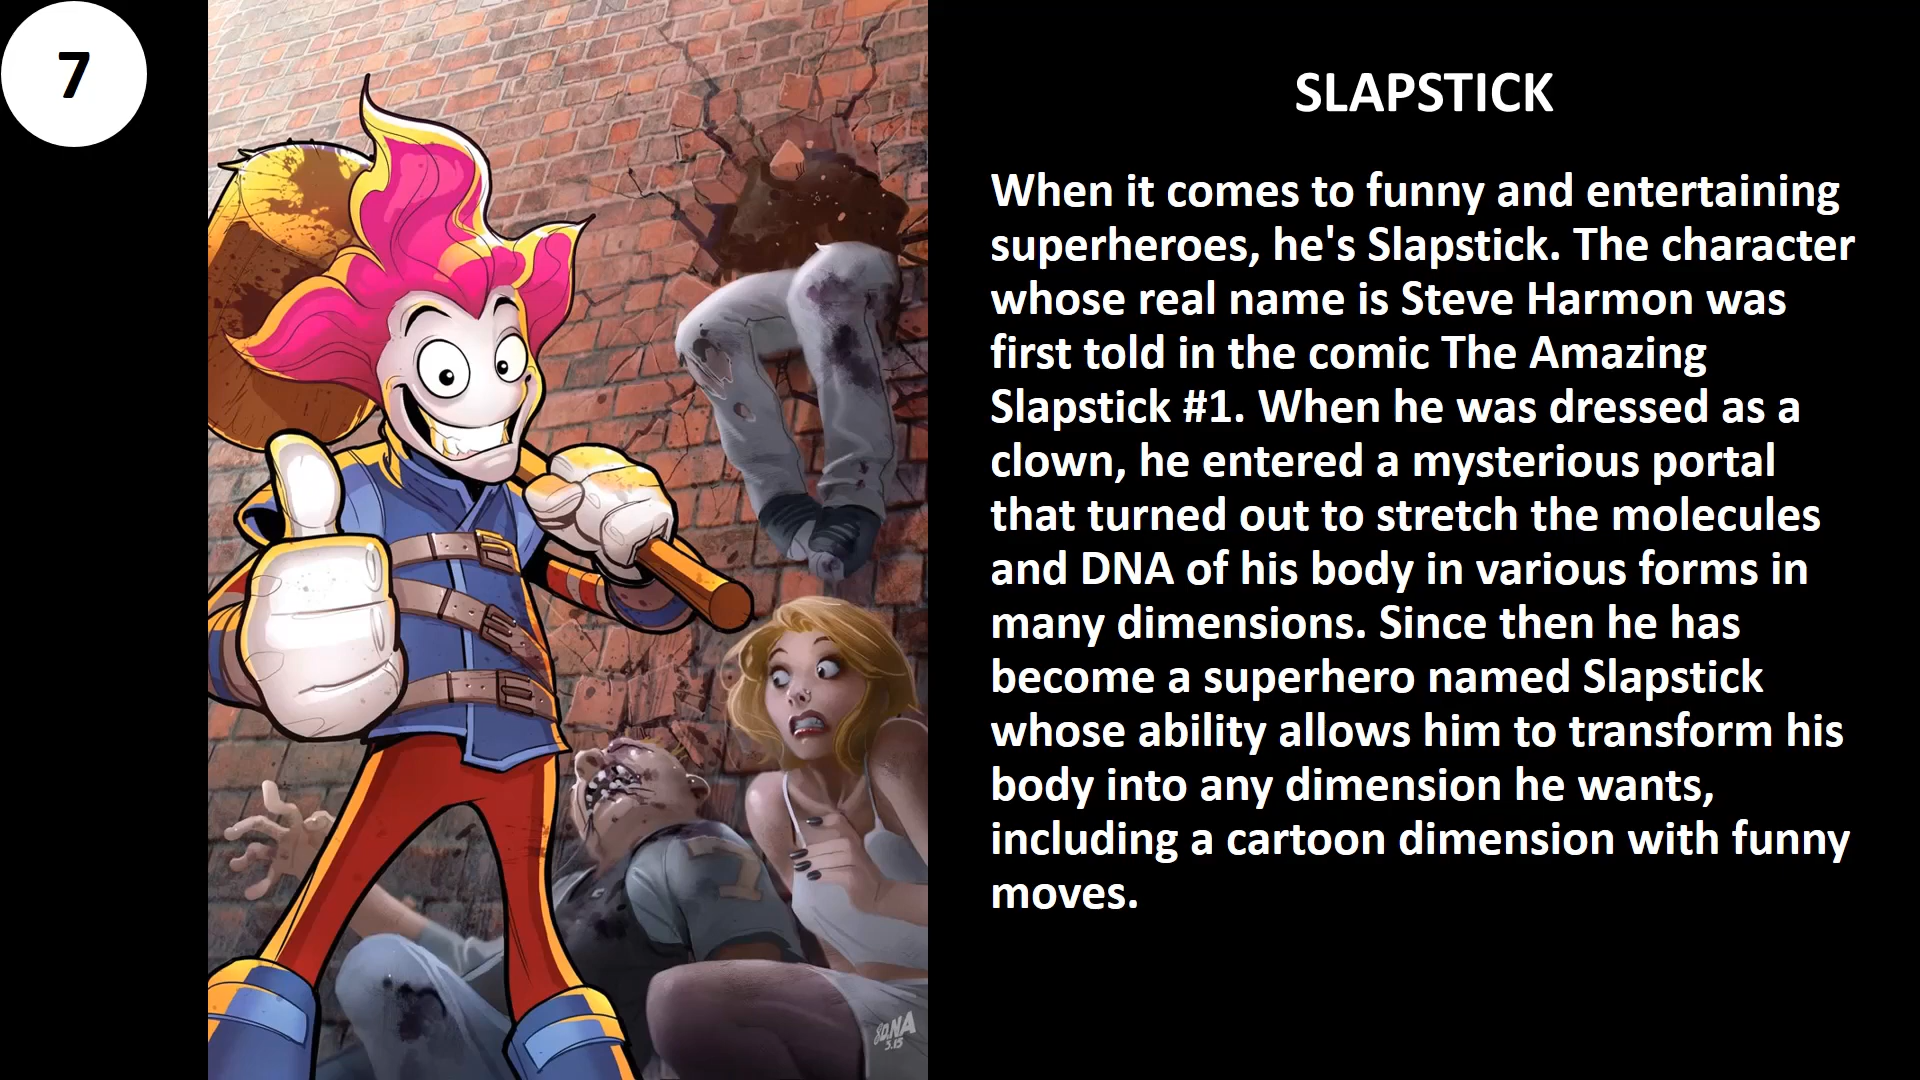 7
SLAPSTICK
When it comes to funny and entertaining
superheroes, he's Slapstick. The character
whose real name is Steve Harmon was
first told in the comic The Amazing
Slapstick #1. When he was dressed as a
clown, he entered a mysterious portal
that turned out to stretch the molecules
and DNA of his body in various forms in
many dimensions. Since then he has
become a superhero named Slapstick
whose ability allows him to transform his
body into any dimension he wants,
including a cartoon dimension with funny
moves.
3.15